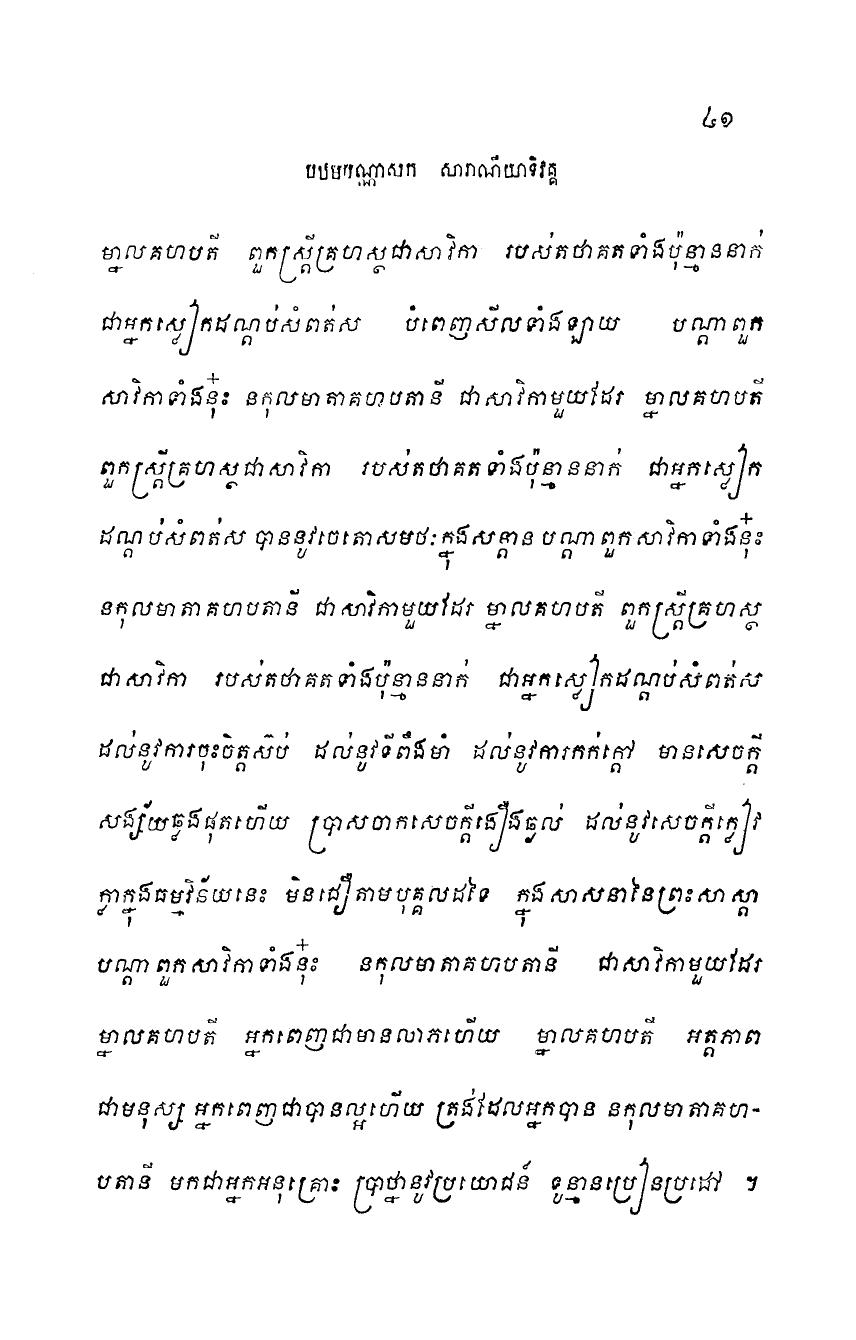 ៤១
បឋមបណ្ណាសក សារាណីយាទិវគ្គ
ម្នាលគហបតី ពួកស្ត្រីគ្រហស្ថជាសាវិកា របស់តថាគតទាំងប៉ុន្មាននាក់
ជាអ្នកស្លៀកដណ្តប់សំពត់ស បំពេញសីលទាំងឡាយ បណ្តាពួក
សាវិកាទាំងនុ៎ះ នកុលមាតាគហបតានី ជាសាវិកាមួយដែរ ម្នាលគហបតី
ពួកស្ត្រីគ្រហស្ថជាសាវិកា របស់តថាគតទាំងប៉ុន្មាននាក់ ជាអ្នកស្លៀក
ដណ្តប់សំពត់ស បាននូវចេតោសមថៈក្នុងសន្តាន បណ្តាពួកសាវិកាទាំងនុ៎ះ
នកុលមាតាគហបតានី ជាសាវិកាមួយដែរ ម្នាលគហបតី ពួកស្ត្រីគ្រហស្ថ
ជាសាវិកា របស់តថាគតទាំងប៉ុន្មាននាក់ ជាអ្នកស្លៀកដណ្តប់សំពត់ស
ដល់នូវការចុះចិត្តស៊ប់ ដល់នូវទីពឹងមាំ ដល់នូវការកក់ក្តៅ មានសេចក្តី
សង្ស័យឆ្លងផុតហើយ ប្រាសចាកសេចក្តីងឿងឆ្ងល់ ដល់នូវសេចក្តីក្លៀវ
ក្លាក្នុងធម្មវិន័យនេះ មិនជឿតាមបុគ្គលដទៃ ក្នុងសាសនានៃព្រះសាស្តា
បណ្តាពួកសាវិកាទាំងនុ៎ះ នកុលមាតាគហបតានី ជាសាវិកាមួយដែរ
ម្នាលគហបតី អ្នកពេញជាមានលាភហើយ ម្នាលគហបតី អត្តភាព
ជាមនុស្ស អ្នកពេញជាបានល្អហើយ ត្រង់ដែលអ្នកបាន នកុលមាតាគហ-
បតានី មកជាអ្នកអនុគ្រោះ ប្រាថ្នានូវប្រយោជន៍ ទូន្មានប្រៀនប្រដៅ ។